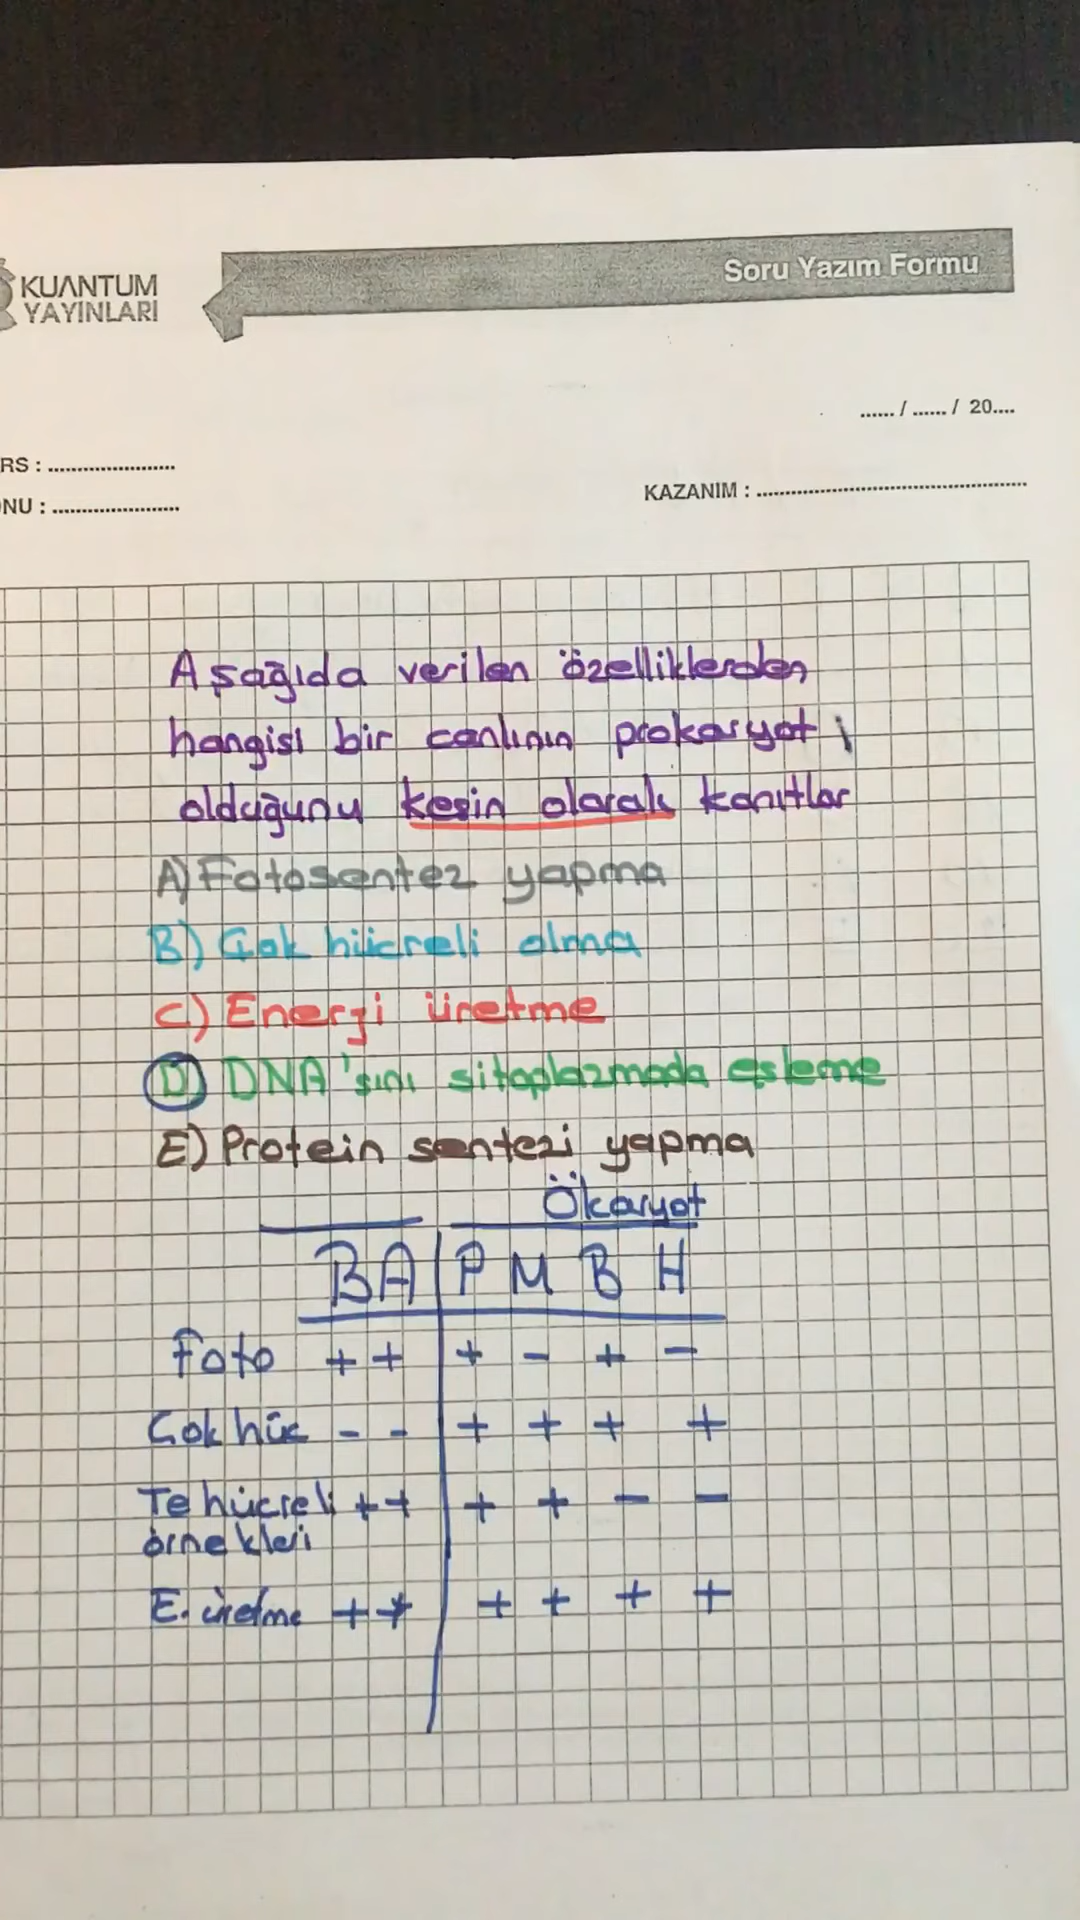 KUANTUM
YAYINLARI
Soru Yazım Formu
...... / ...... / 20....
RS : ......................
NU : ......................
KAZANIM : ...............................................
Aşağıda verilen özelliklerden
hangisi bir canlının prokaryot
olduğunu kesin olarak kanıtlar
A) Fotosentez yapma
B) Çok hücreli olma
C) Enerji üretme
D) DNA'sını sitoplazmada eşleme
E) Protein sentezi yapma
Ökaryot
B A P M B H
Foto + + + - + -
Çok hüc - - + + + +
Te hücreli + + + + - -
örnekleri
E. üretme + + + + + +